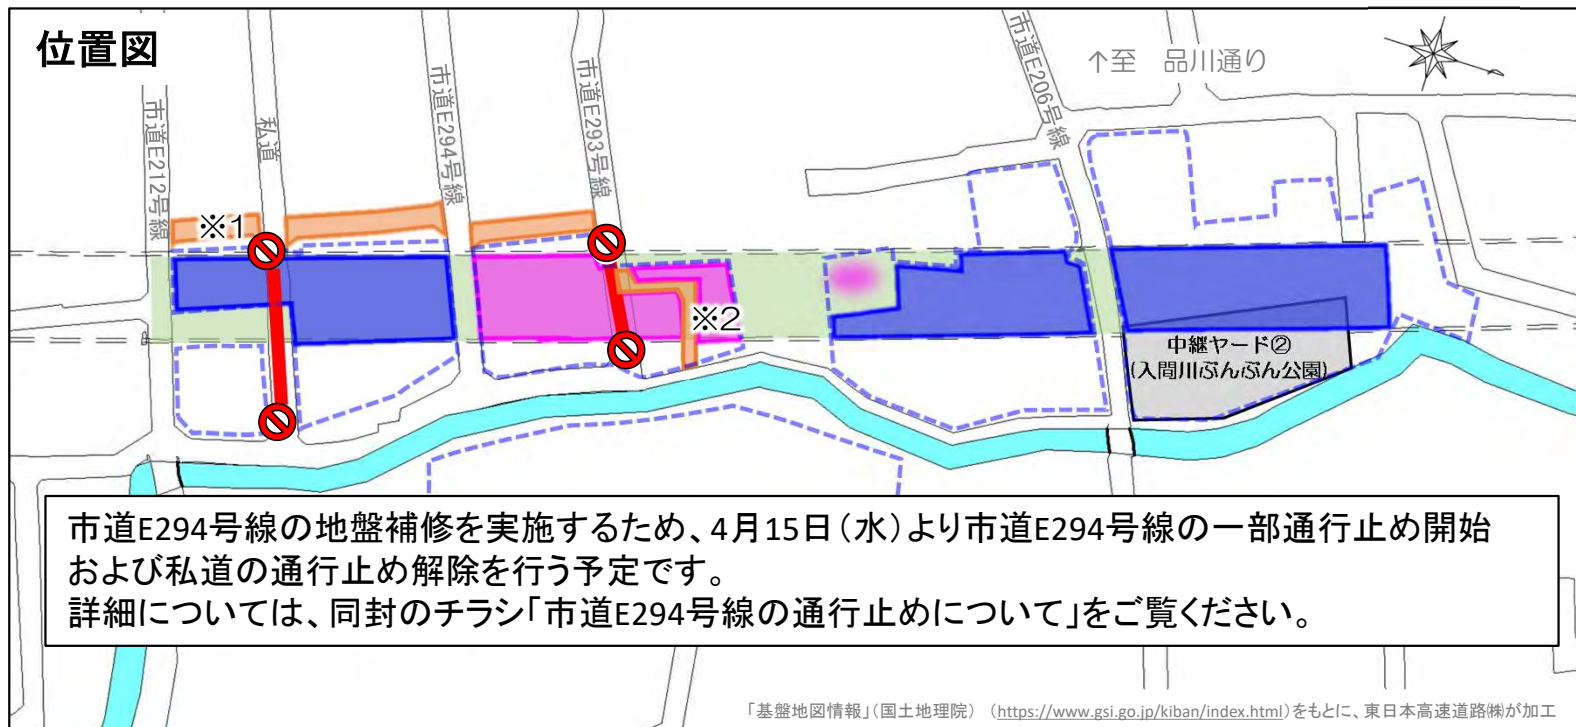 位置図
↑至　品川通り
市道E212号線
私道
市道E294号線
市道E293号線
市道E206号線
※1
※2
中継ヤード②
(入間川ぶんぶん公園)
市道E294号線の地盤補修を実施するため、4月15日(水)より市道E294号線の一部通行止め開始
および私道の通行止め解除を行う予定です。
詳細については、同封のチラシ「市道E294号線の通行止めについて」をご覧ください。
「基盤地図情報」(国土地理院) (https://www.gsi.go.jp/kiban/index.html)をもとに、東日本高速道路㈱が加工